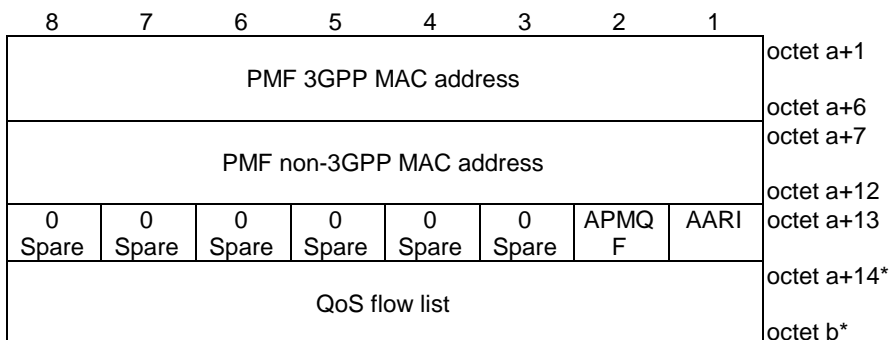 8 7 6 5 4 3 2 1
octet a+1
PMF 3GPP MAC address
octet a+6
octet a+7
PMF non-3GPP MAC address
octet a+12
0 0 0 0 0 0 APMQ AARI octet a+13
Spare Spare Spare Spare Spare Spare F
octet a+14*
QoS flow list
octet b*